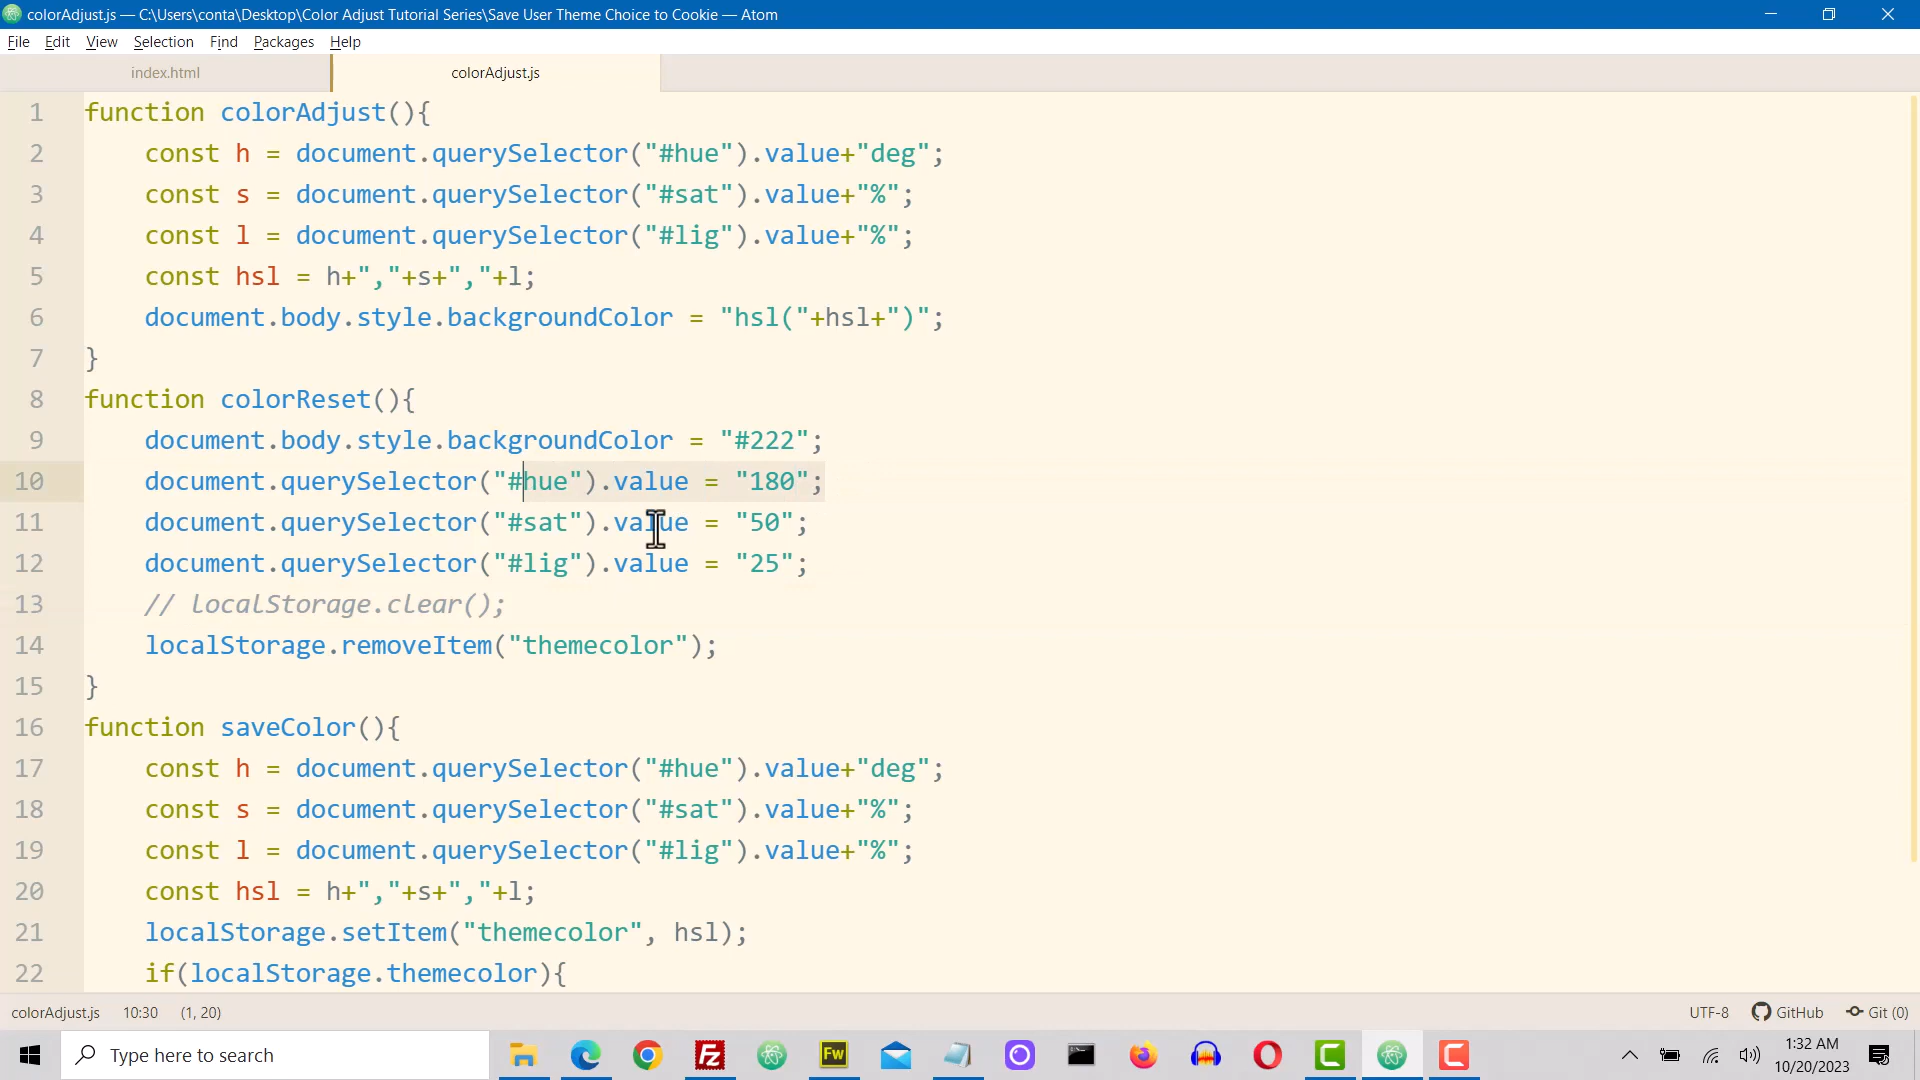 colorAdjust.js — C:\Users\conta\Desktop\Color Adjust Tutorial Series\Save User Theme Choice to Cookie — Atom
File Edit View Selection Find Packages Help
index.html colorAdjust.js
1 function colorAdjust(){
2 const h = document.querySelector("#hue").value+"deg";
3 const s = document.querySelector("#sat").value+"%";
4 const l = document.querySelector("#lig").value+"%";
5 const hsl = h+","+s+","+l;
6 document.body.style.backgroundColor = "hsl("+hsl+")";
7 }
8 function colorReset(){
9 document.body.style.backgroundColor = "#222";
10 document.querySelector("#hue").value = "180";
11 document.querySelector("#sat").value = "50";
12 document.querySelector("#lig").value = "25";
13 // localStorage.clear();
14 localStorage.removeItem("themecolor");
15 }
16 function saveColor(){
17 const h = document.querySelector("#hue").value+"deg";
18 const s = document.querySelector("#sat").value+"%";
19 const l = document.querySelector("#lig").value+"%";
20 const hsl = h+","+s+","+l;
21 localStorage.setItem("themecolor", hsl);
22 if(localStorage.themecolor){
colorAdjust.js 10:30 (1, 20) UTF-8 GitHub Git (0)
Type here to search
Fz
Fw
1:32 AM
10/20/2023